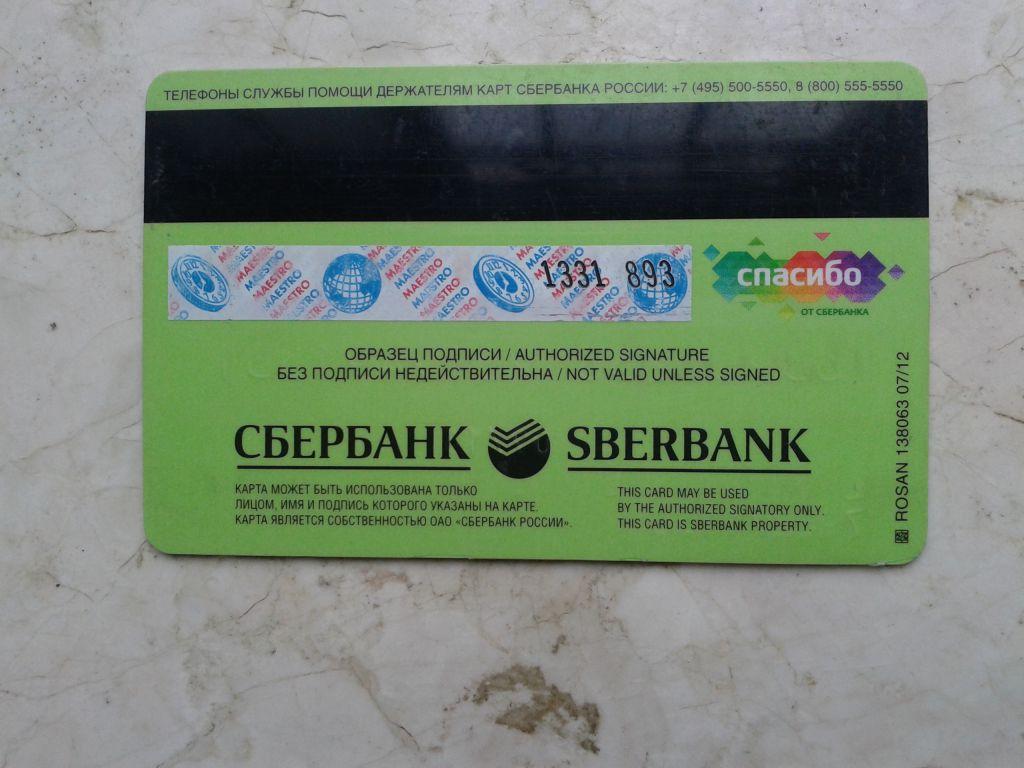 ТЕЛЕФОНЫ СЛУЖБЫ ПОМОЩИ ДЕРЖАТЕЛЯМ КАРТ СБЕРБАНКА РОССИИ: +7 (495) 500-5550, 8 (800) 555-5550
MAESTRO MAESTRO MAESTRO MAESTRO
1331 893
спасибо
ОТ СБЕРБАНКА
ОБРАЗЕЦ ПОДПИСИ / AUTHORIZED SIGNATURE
БЕЗ ПОДПИСИ НЕДЕЙСТВИТЕЛЬНА / NOT VALID UNLESS SIGNED
СБЕРБАНК SBERBANK
КАРТА МОЖЕТ БЫТЬ ИСПОЛЬЗОВАНА ТОЛЬКО
ЛИЦОМ, ИМЯ И ПОДПИСЬ КОТОРОГО УКАЗАНЫ НА КАРТЕ.
КАРТА ЯВЛЯЕТСЯ СОБСТВЕННОСТЬЮ ОАО «СБЕРБАНК РОССИИ».
THIS CARD MAY BE USED
BY THE AUTHORIZED SIGNATORY ONLY.
THIS CARD IS SBERBANK PROPERTY.
ROSAN 138063 07/12